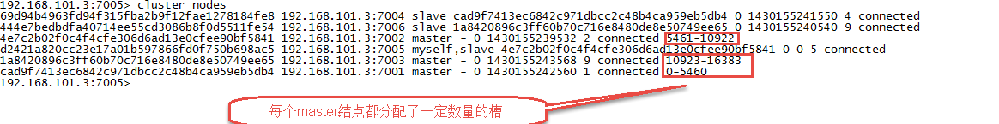 192.168.101.3:7005> cluster nodes
69d94b4963fd94f315fba2b9f12fae1278184fe8 192.168.101.3:7004 slave cad9f7413ec6842c971dbcc2c48b4ca959eb5db4 0 1430155241550 4 connected
444e7bedbdfa40714ee55cd3086b8f0d5511fe54 192.168.101.3:7006 slave 1a8420896c3ff60b70c716e8480de8e50749ee65 0 1430155240540 9 connected
4e7c2b02f0c4f4cfe306d6ad13e0cfee90bf5841 192.168.101.3:7002 master - 0 1430155239532 2 connected 5461-10922
d2421a820cc23e17a01b597866fd0f750b698ac5 192.168.101.3:7005 myself,slave 4e7c2b02f0c4f4cfe306d6ad13e0cfee90bf5841 0 0 5 connected
1a8420896c3ff60b70c716e8480de8e50749ee65 192.168.101.3:7003 master - 0 1430155243568 9 connected 10923-16383
cad9f7413ec6842c971dbcc2c48b4ca959eb5db4 192.168.101.3:7001 master - 0 1430155242560 1 connected 0-5460
192.168.101.3:7005>
每个master结点都分配了一定数量的槽